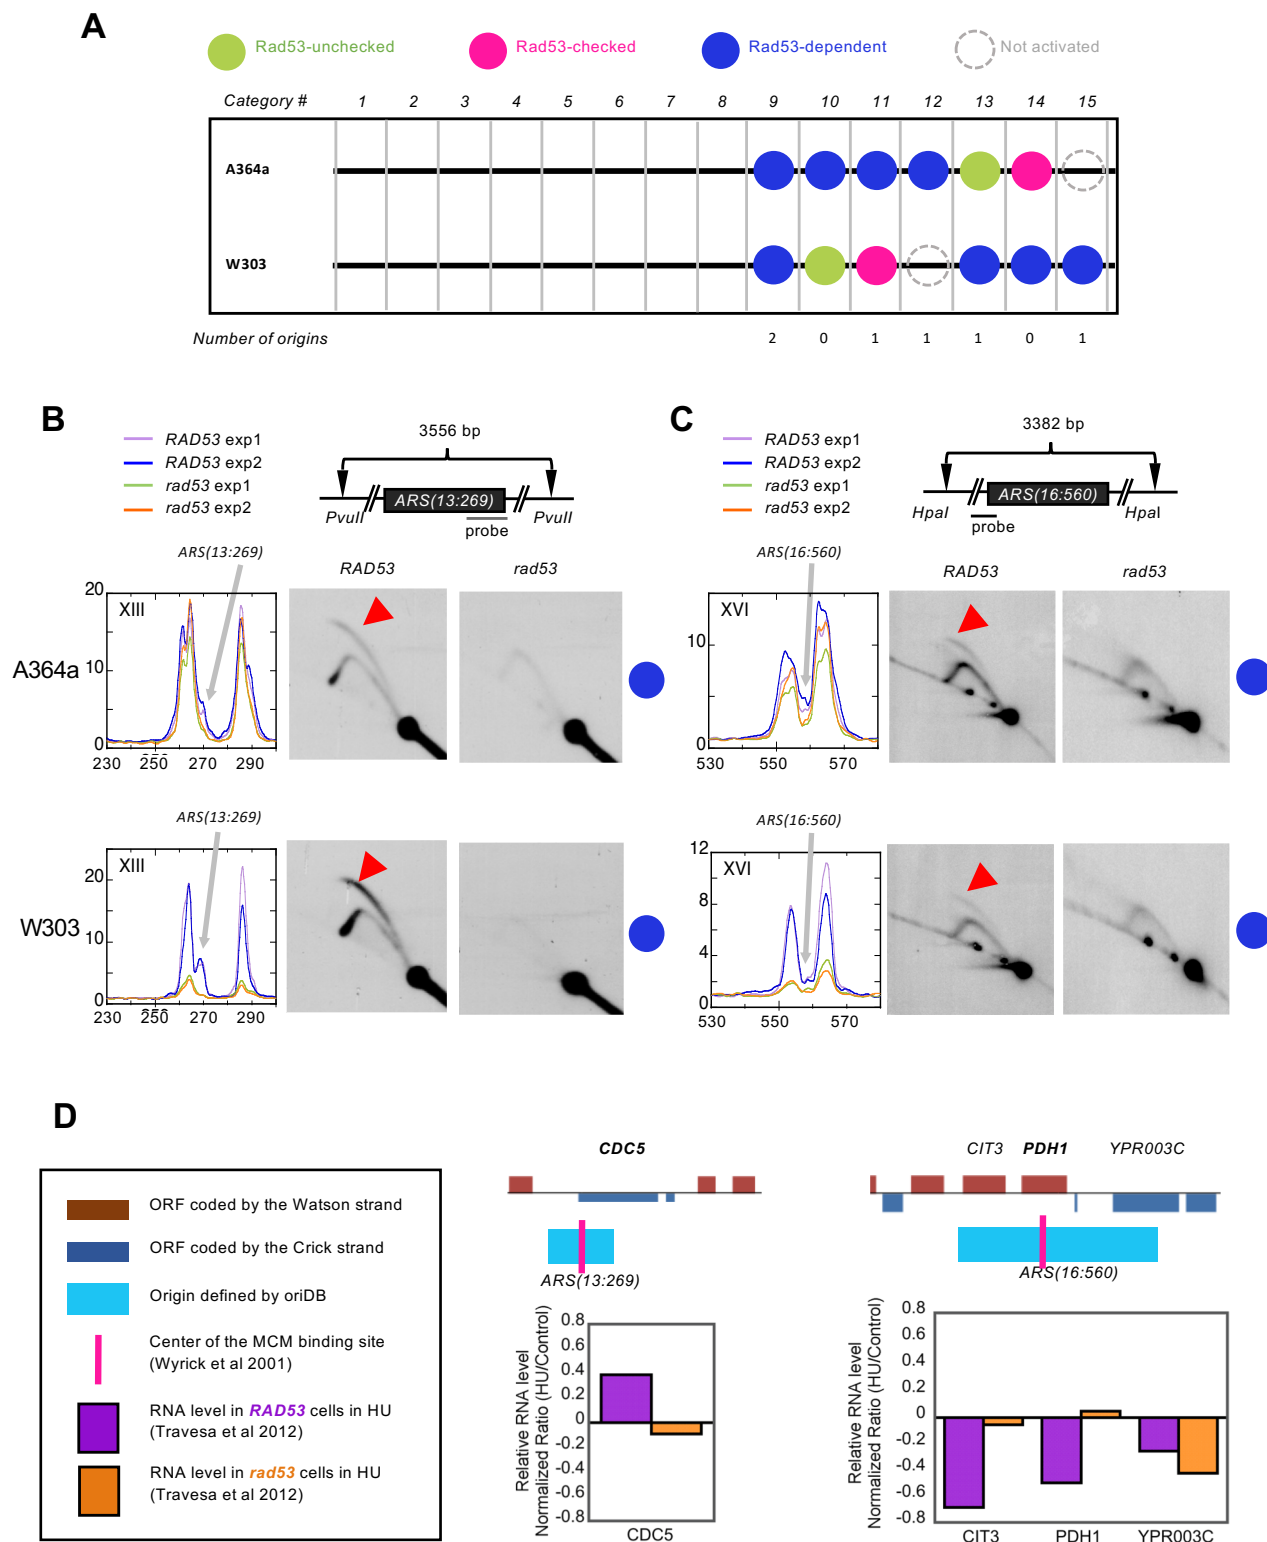 A
Rad53-unchecked
Rad53-checked
Rad53-dependent
Not activated
Category # 1 2 3 4 5 6 7 8 9 10 11 12 13 14 15
A364a
W303
Number of origins 2 0 1 1 1 0 1
B
RAD53 exp1
RAD53 exp2
rad53 exp1
rad53 exp2
3556 bp
ARS(13:269)
PvuII
PvuII
probe
ARS(13:269)
RAD53
rad53
A364a
XIII
20
10
0
230 250 270 290
ARS(13:269)
W303
XIII
20
10
0
230 250 270 290
C
RAD53 exp1
RAD53 exp2
rad53 exp1
rad53 exp2
3382 bp
ARS(16:560)
HpaI
HpaI
probe
ARS(16:560)
RAD53
rad53
XVI
10
0
530 550 570
ARS(16:560)
XVI
12
8
4
0
530 550 570
D
ORF coded by the Watson strand
ORF coded by the Crick strand
Origin defined by oriDB
Center of the MCM binding site
(Wyrick et al 2001)
RNA level in RAD53 cells in HU
(Travesa et al 2012)
RNA level in rad53 cells in HU
(Travesa et al 2012)
CDC5
ARS(13:269)
Relative RNA level
Normalized Ratio (HU/Control)
0.8
0.6
0.4
0.2
0
-0.2
-0.4
-0.6
-0.8
CDC5
CIT3 PDH1 YPR003C
ARS(16:560)
Relative RNA level
Normalized Ratio (HU/Control)
0.8
0.6
0.4
0.2
0
-0.2
-0.4
-0.6
-0.8
CIT3 PDH1 YPR003C